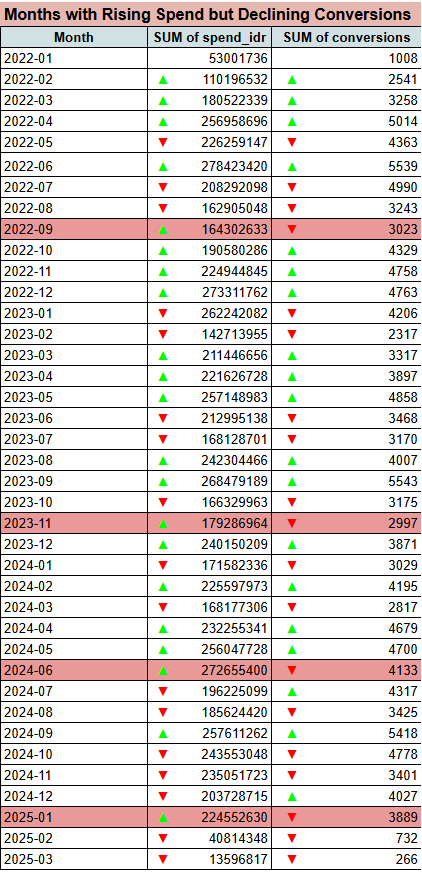 Months with Rising Spend but Declining Conversions
Month SUM of spend_idr SUM of conversions
2022-01 53001736 1008
2022-02 ▲ 110196532 ▲ 2541
2022-03 ▲ 180522339 ▲ 3258
2022-04 ▲ 256958696 ▲ 5014
2022-05 ▼ 226259147 ▼ 4363
2022-06 ▲ 278423420 ▲ 5539
2022-07 ▼ 208292098 ▼ 4990
2022-08 ▼ 162905048 ▼ 3243
2022-09 ▲ 164302633 ▼ 3023
2022-10 ▲ 190580286 ▲ 4329
2022-11 ▲ 224944845 ▲ 4758
2022-12 ▲ 273311762 ▲ 4763
2023-01 ▼ 262242082 ▼ 4206
2023-02 ▼ 142713955 ▼ 2317
2023-03 ▲ 211446656 ▲ 3317
2023-04 ▲ 221626728 ▲ 3897
2023-05 ▲ 257148983 ▲ 4858
2023-06 ▼ 212995138 ▼ 3468
2023-07 ▼ 168128701 ▼ 3170
2023-08 ▲ 242304466 ▲ 4007
2023-09 ▲ 268479189 ▲ 5543
2023-10 ▼ 166329963 ▼ 3175
2023-11 ▲ 179286964 ▼ 2997
2023-12 ▲ 240150209 ▲ 3871
2024-01 ▼ 171582336 ▼ 3029
2024-02 ▲ 225597973 ▲ 4195
2024-03 ▼ 168177306 ▼ 2817
2024-04 ▲ 232255341 ▲ 4679
2024-05 ▲ 256047728 ▲ 4700
2024-06 ▲ 272655400 ▼ 4133
2024-07 ▼ 196225099 ▲ 4317
2024-08 ▼ 185624420 ▼ 3425
2024-09 ▲ 257611262 ▲ 5418
2024-10 ▼ 243553048 ▼ 4778
2024-11 ▼ 235051723 ▼ 3401
2024-12 ▼ 203728715 ▲ 4027
2025-01 ▲ 224552630 ▼ 3889
2025-02 ▼ 40814348 ▼ 732
2025-03 ▼ 13596817 ▼ 266